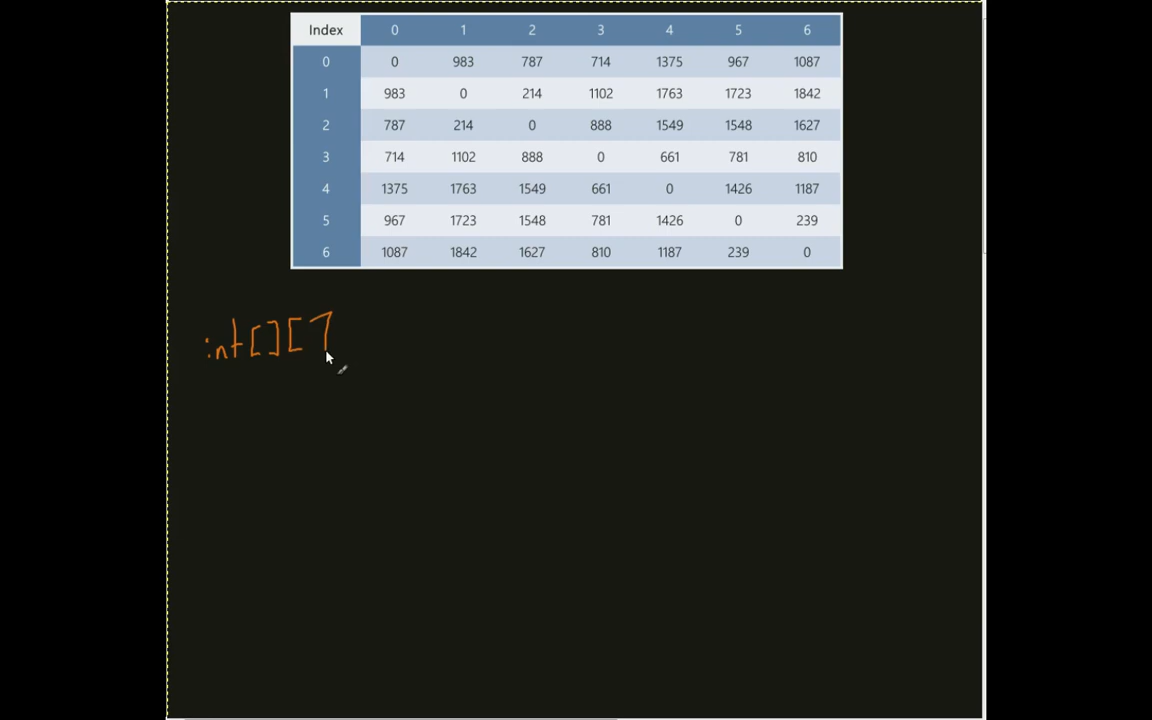 Index 0 1 2 3 4 5 6
0 0 983 787 714 1375 967 1087
1 983 0 214 1102 1763 1723 1842
2 787 214 0 888 1549 1548 1627
3 714 1102 888 0 661 781 810
4 1375 1763 1549 661 0 1426 1187
5 967 1723 1548 781 1426 0 239
6 1087 1842 1627 810 1187 239 0
int[][]